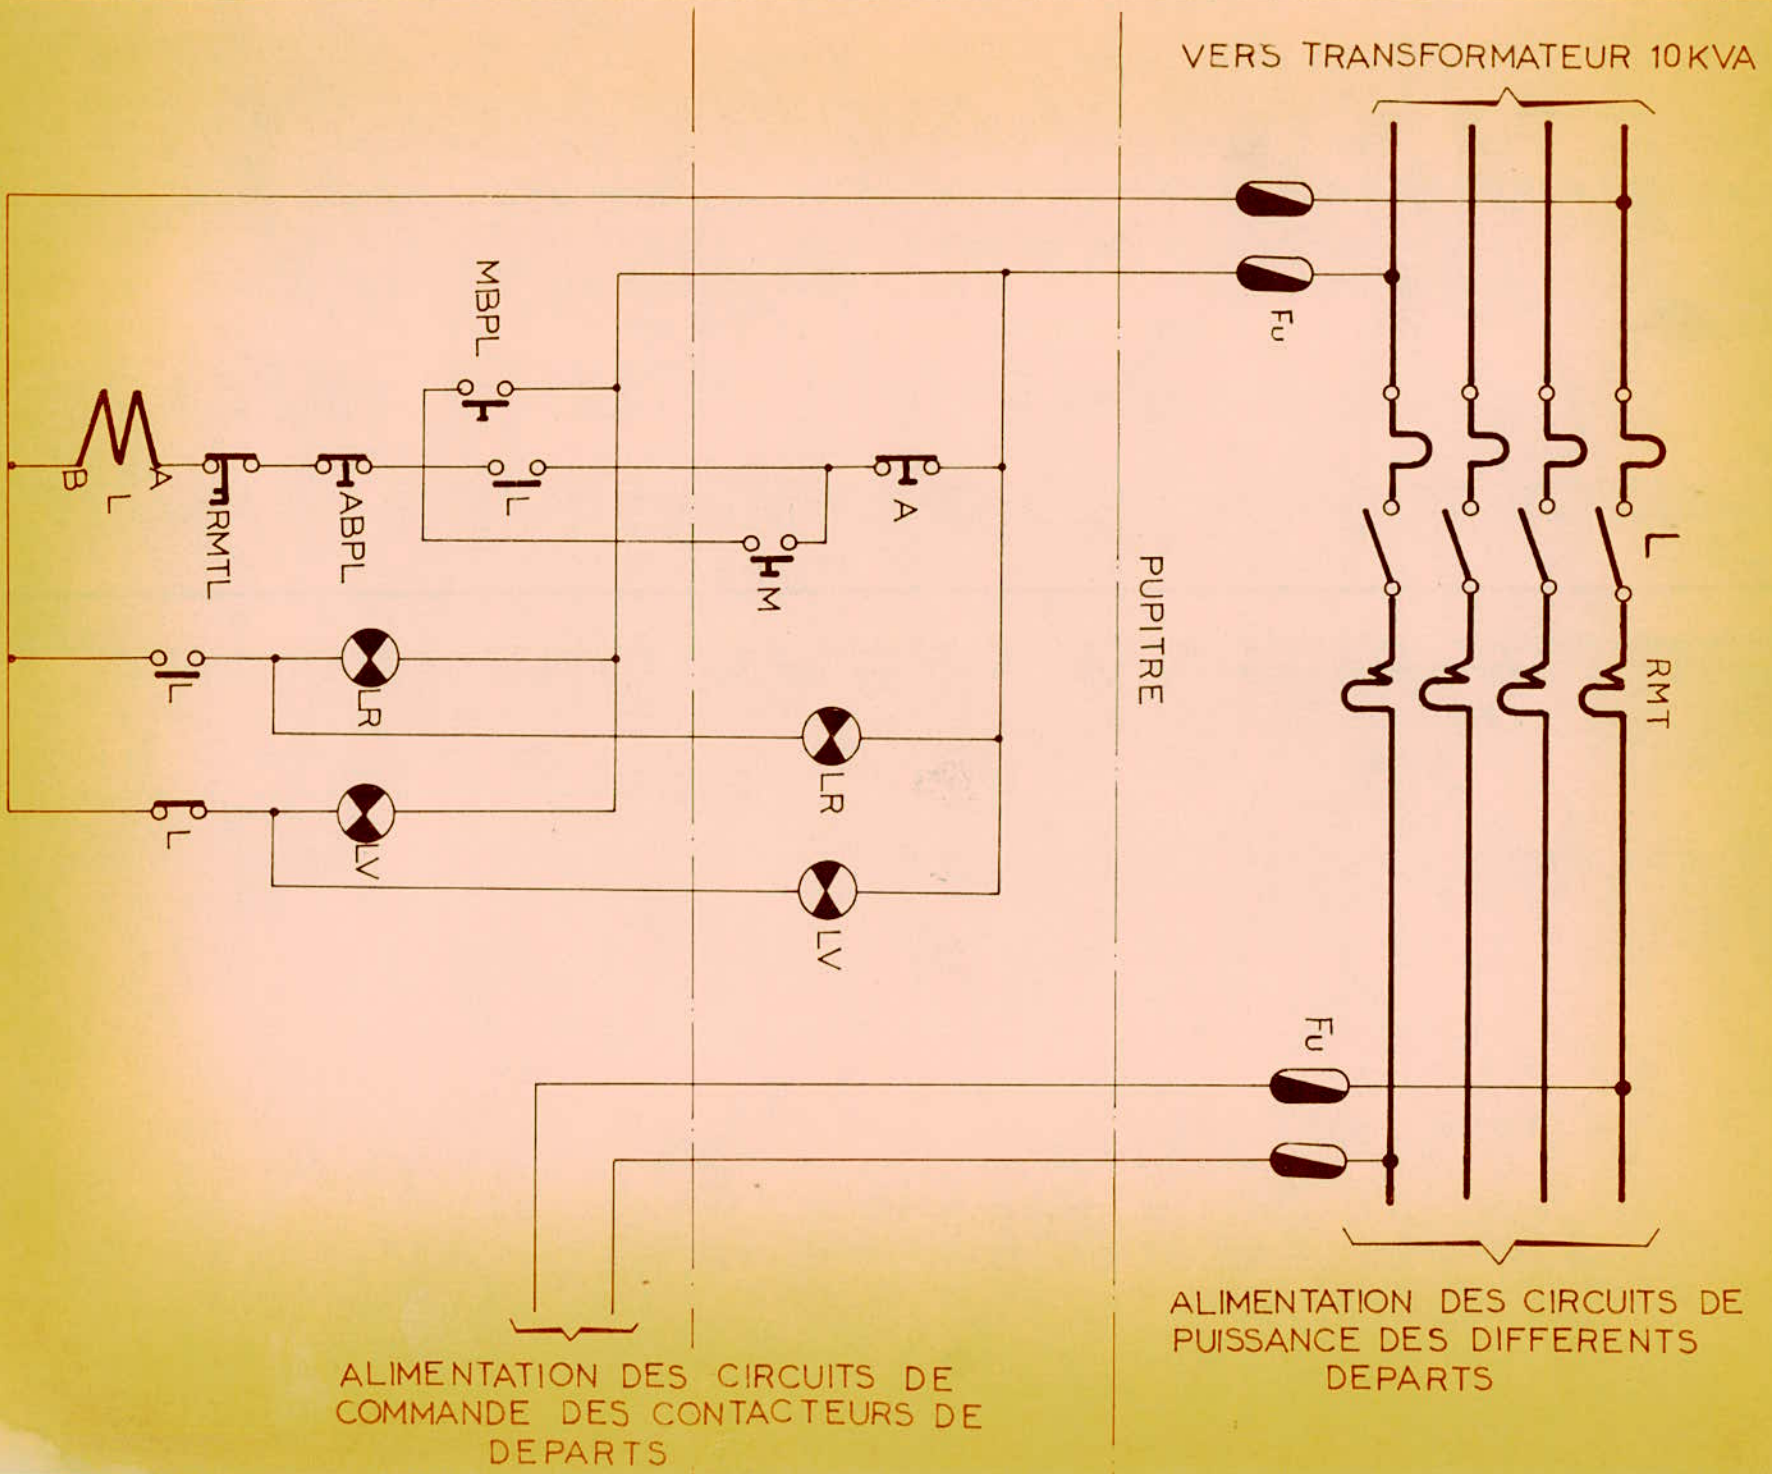 VERS TRANSFORMATEUR 10KVA
Fu
MBPL
L
B
L
A
RMTL
ABPL
L
A
M
PUPITRE
RMT
L
LR
LR
L
LV
LV
Fu
ALIMENTATION DES CIRCUITS DE
PUISSANCE DES DIFFERENTS
DEPARTS
ALIMENTATION DES CIRCUITS DE
COMMANDE DES CONTACTEURS DE
DEPARTS